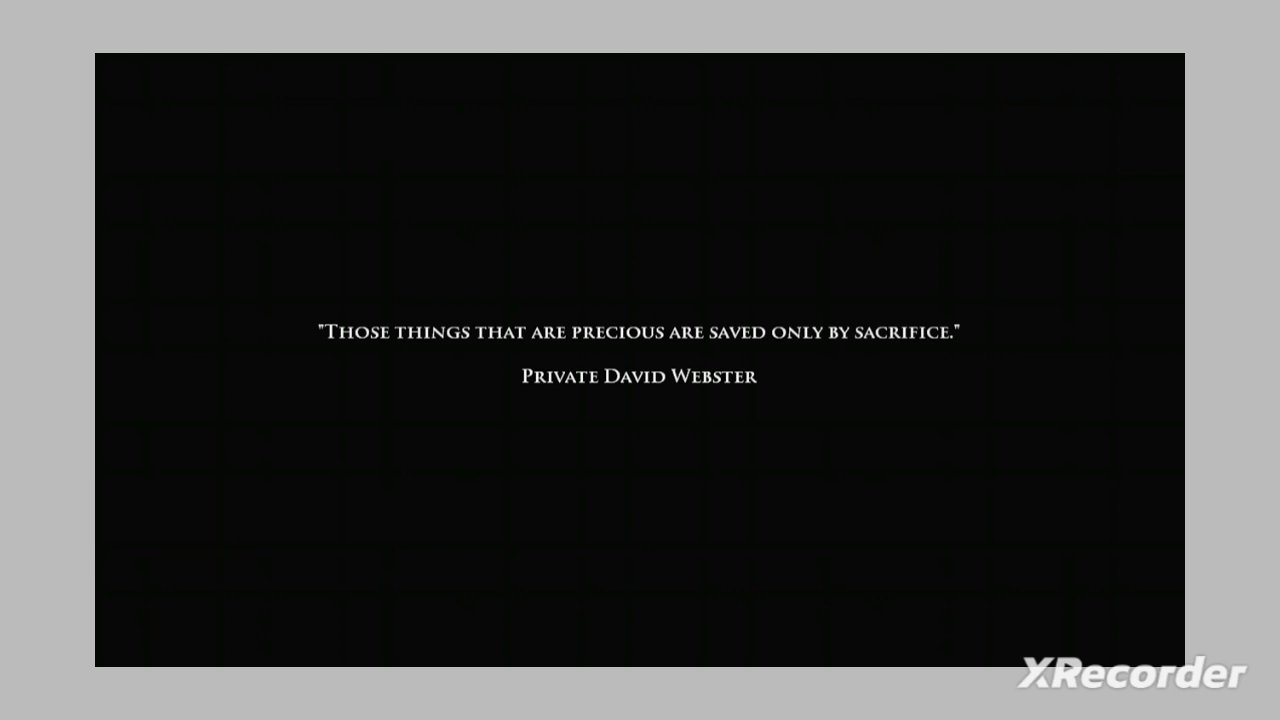 "Those things that are precious are saved only by sacrifice."
Private David Webster
XRecorder